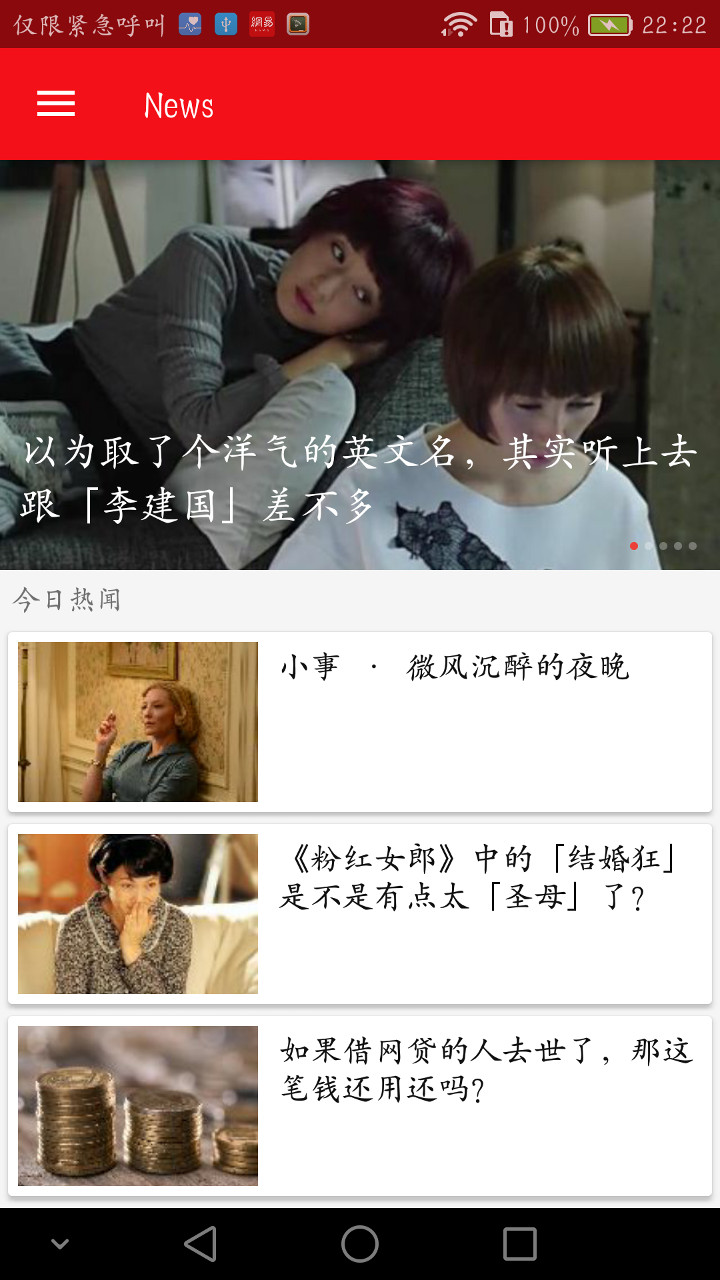 仅限紧急呼叫
網易
100%
22:22
News
以为取了个洋气的英文名，其实听上去
跟「李建国」差不多
今日热闻
小事 · 微风沉醉的夜晚
《粉红女郎》中的「结婚狂」
是不是有点太「圣母」了？
如果借网贷的人去世了，那这
笔钱还用还吗？